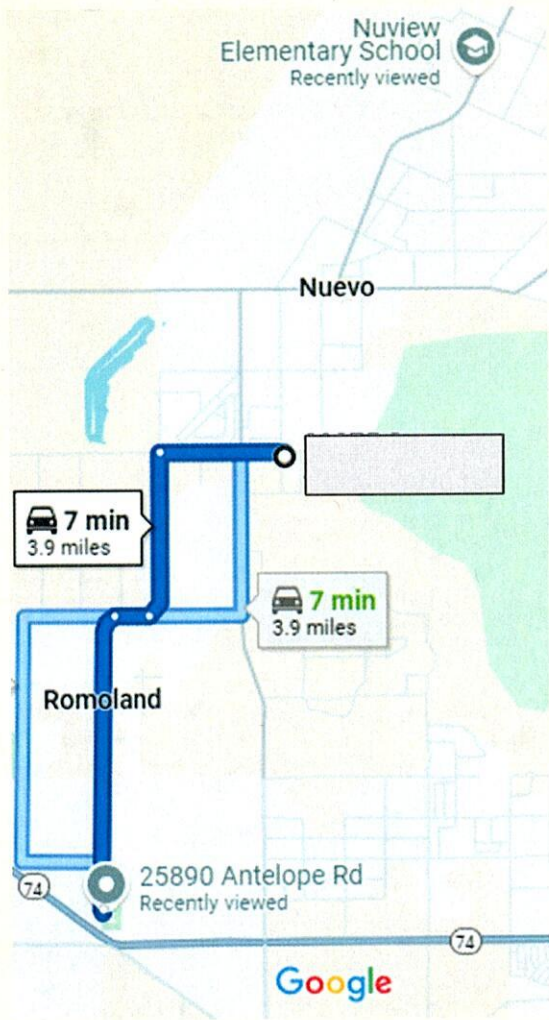 Nuview
Elementary School
Recently viewed
Nuevo
7 min
3.9 miles
7 min
3.9 miles
Romoland
25890 Antelope Rd
Recently viewed
74
74
Google